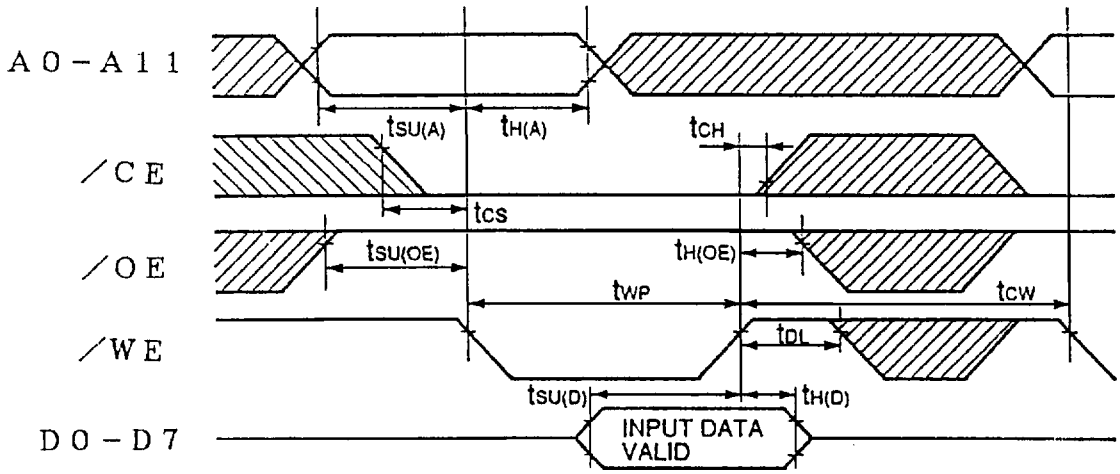 A0-A11
tSU(A)
tH(A)
tCH
/CE
tCS
/OE
tSU(OE)
tH(OE)
tWP
tCW
/WE
tDL
tSU(D)
tH(D)
D0-D7
INPUT DATA
VALID